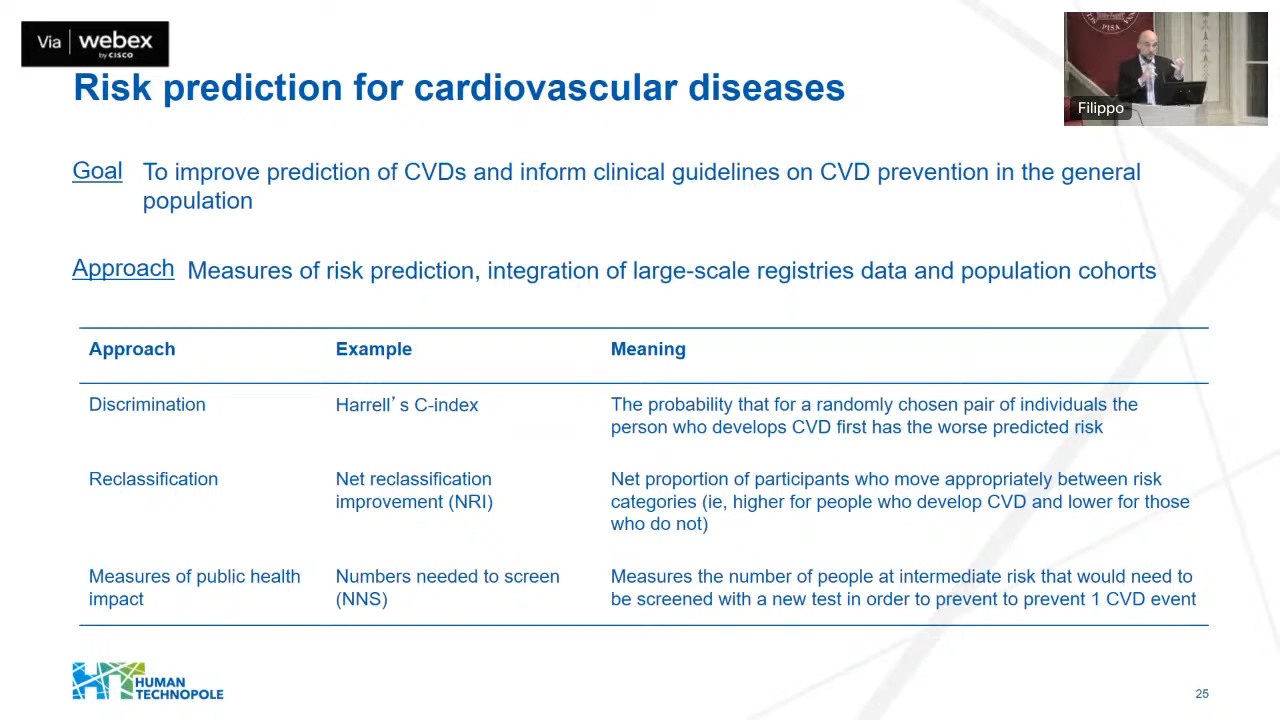 Via webex
by CISCO
Risk prediction for cardiovascular diseases
PISA
Filippo
Goal To improve prediction of CVDs and inform clinical guidelines on CVD prevention in the general
population
Approach Measures of risk prediction, integration of large-scale registries data and population cohorts
Approach Example Meaning
Discrimination Harrell’s C-index The probability that for a randomly chosen pair of individuals the
person who develops CVD first has the worse predicted risk
Reclassification Net reclassification Net proportion of participants who move appropriately between risk
improvement (NRI) categories (ie, higher for people who develop CVD and lower for those
who do not)
Measures of public health Numbers needed to screen Measures the number of people at intermediate risk that would need to
impact (NNS) be screened with a new test in order to prevent to prevent 1 CVD event
HT HUMAN
TECHNOPOLE
25